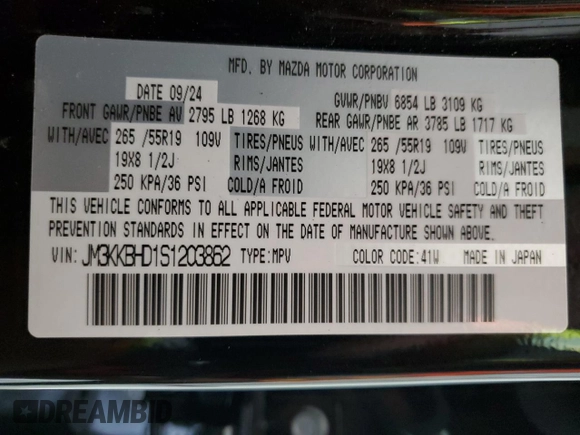 MFD. BY MAZDA MOTOR CORPORATION
DATE 09/24 GVWR/PNBV 6854 LB 3109 KG
FRONT GAWR/PNBE AV 2795 LB 1268 KG REAR GAWR/PNBE AR 3785 LB 1717 KG
WITH/AVEC 265 /55R19 109V TIRES/PNEUS WITH/AVEC 265 /55R19 109V TIRES/PNEUS
19X8 1/2J RIMS/JANTES 19X8 1/2J RIMS/JANTES
250 KPA/36 PSI COLD/A FROID 250 KPA/36 PSI COLD/A FROID
THIS VEHICLE CONFORMS TO ALL APPLICABLE FEDERAL MOTOR VEHICLE SAFETY AND THEFT
PREVENTION STANDARDS IN EFFECT ON THE DATE OF MANUFACTURE SHOWN ABOVE.
VIN: JM3KKBHD1S1203862 TYPE:MPV COLOR CODE:41W MADE IN JAPAN
DREAMBID